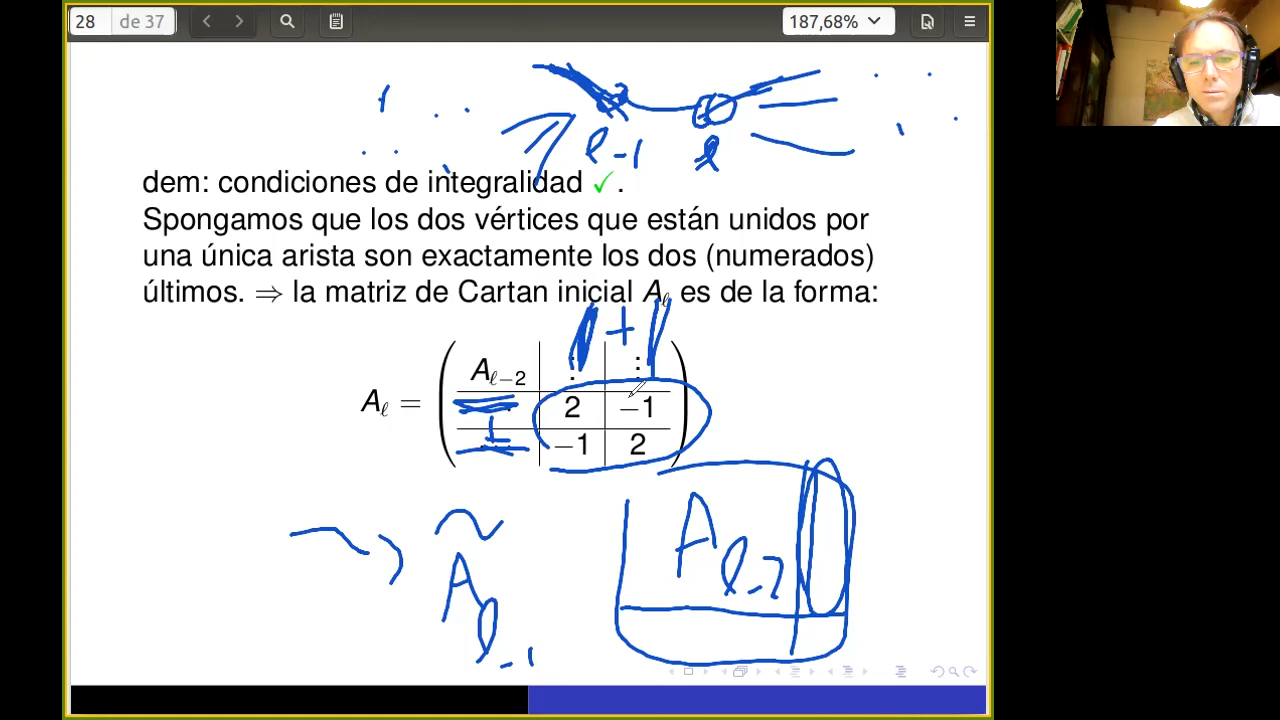 28 de 37 187,68%
ℓ-1 ℓ
dem: condiciones de integralidad ✓.
Spongamos que los dos vértices que están unidos por
una única arista son exactamente los dos (numerados)
últimos. ⇒ la matriz de Cartan inicial Aℓ es de la forma:
+
Aℓ-2 ⋮ ⋮
Aℓ = 2 −1
+ −1 2
Ãℓ-1 Aℓ-2